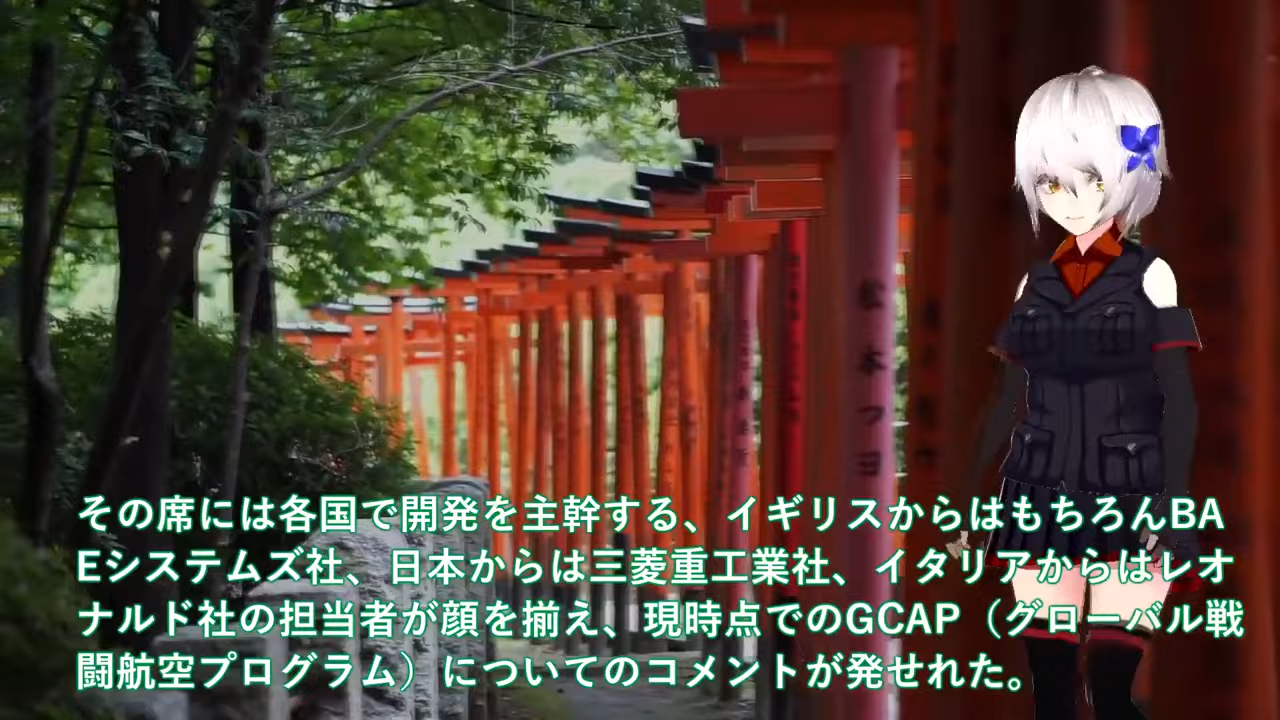 松本フヨ
その席には各国で開発を主幹する、イギリスからはもちろんBA
Eシステムズ社、日本からは三菱重工業社、イタリアからはレオ
ナルド社の担当者が顔を揃え、現時点でのGCAP（グローバル戦
闘航空プログラム）についてのコメントが発せれた。